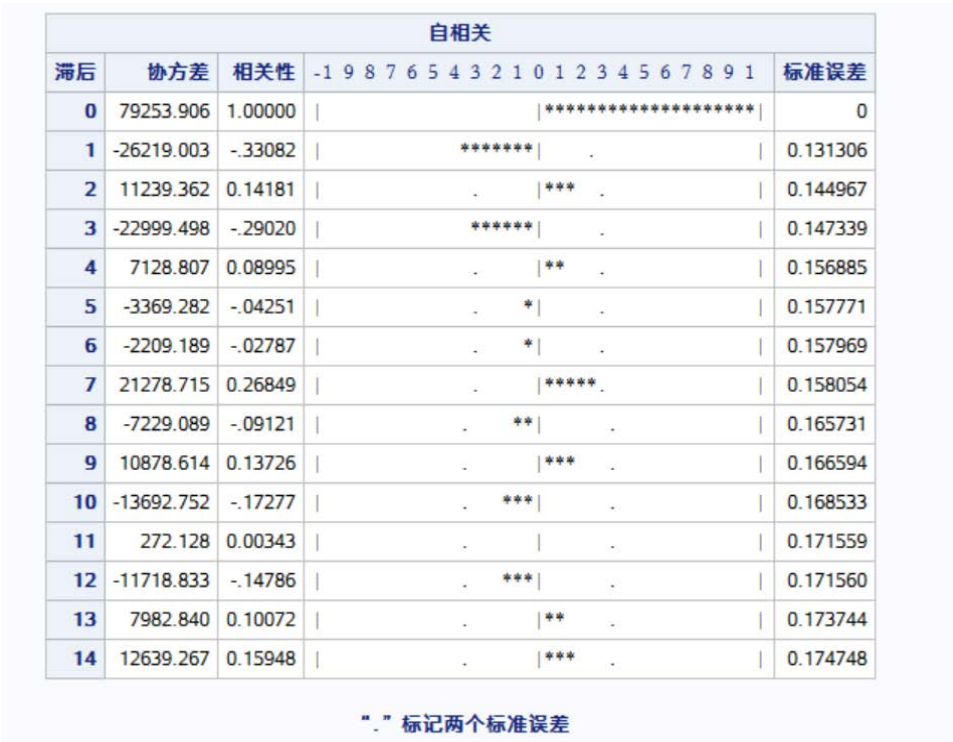 自相关
滞后 协方差 相关性 -1 9 8 7 6 5 4 3 2 1 0 1 2 3 4 5 6 7 8 9 1 标准误差
0 79253.906 1.00000 | |********************| 0
1 -26219.003 -.33082 | *******| . | 0.131306
2 11239.362 0.14181 | . |*** . | 0.144967
3 -22999.498 -.29020 | ******| . | 0.147339
4 7128.807 0.08995 | . |** . | 0.156885
5 -3369.282 -.04251 | . *| . | 0.157771
6 -2209.189 -.02787 | . *| . | 0.157969
7 21278.715 0.26849 | . |*****. | 0.158054
8 -7229.089 -.09121 | . **| . | 0.165731
9 10878.614 0.13726 | . |*** . | 0.166594
10 -13692.752 -.17277 | . ***| . | 0.168533
11 272.128 0.00343 | . | . | 0.171559
12 -11718.833 -.14786 | . ***| . | 0.171560
13 7982.840 0.10072 | . |** . | 0.173744
14 12639.267 0.15948 | . |*** . | 0.174748
“.” 标记两个标准误差